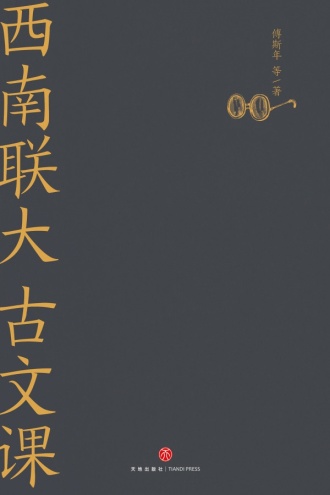 西南联大 古文课
傅斯年 等 / 著
天地出版社 | TIANDI PRESS